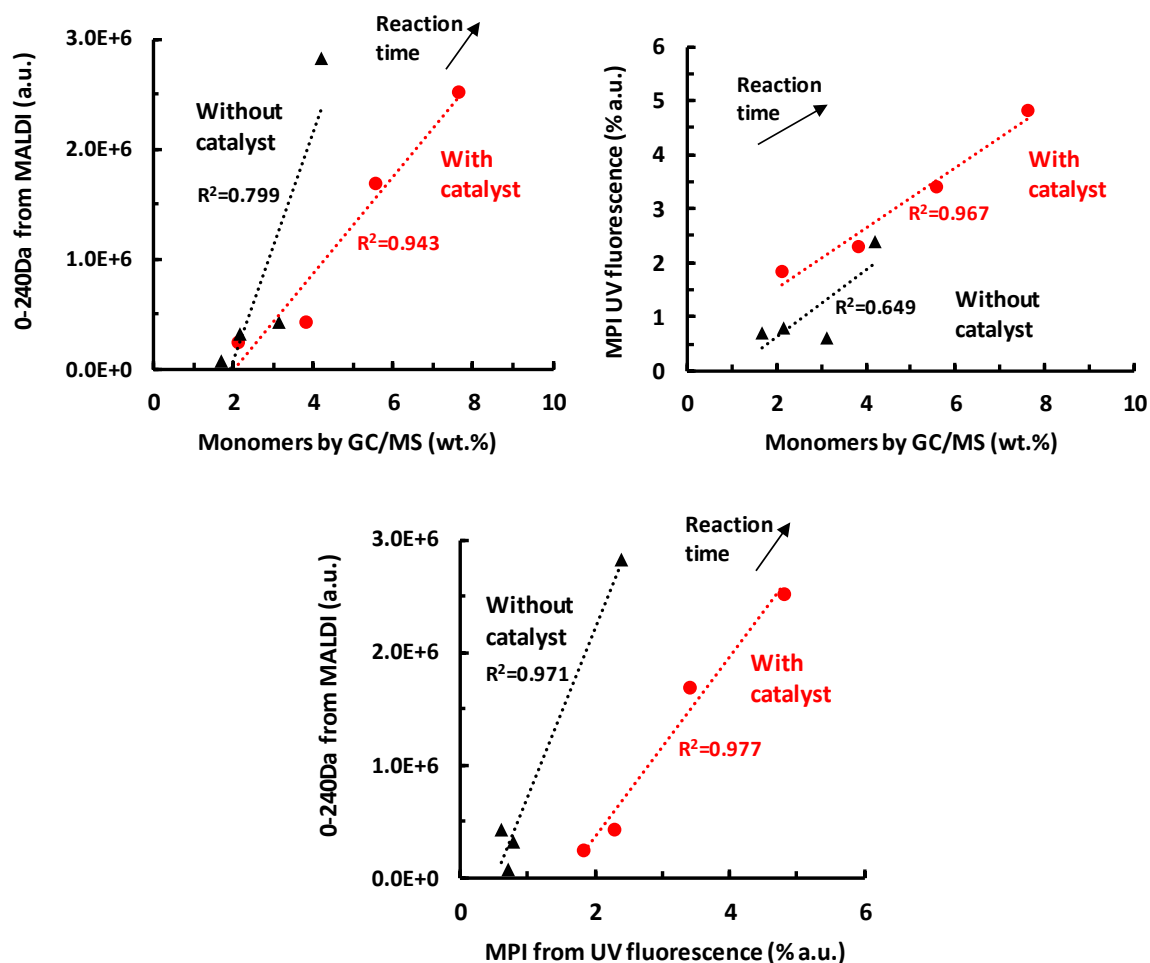 Reaction
time
3.0E+6
2.0E+6
1.0E+6
0.0E+0
0-240Da from MALDI (a.u.)
Without
catalyst
R²=0.799
With
catalyst
R²=0.943
0 2 4 6 8 10
Monomers by GC/MS (wt.%)
6
5
4
3
2
1
0
MPI UV fluorescence (% a.u.)
Reaction
time
With
catalyst
R²=0.967
R²=0.649
Without
catalyst
0 2 4 6 8 10
Monomers by GC/MS (wt.%)
Reaction
time
3.0E+6
2.0E+6
1.0E+6
0.0E+0
0-240Da from MALDI (a.u.)
Without
catalyst
R²=0.971
With
catalyst
R²=0.977
0 2 4 6
MPI from UV fluorescence (% a.u.)